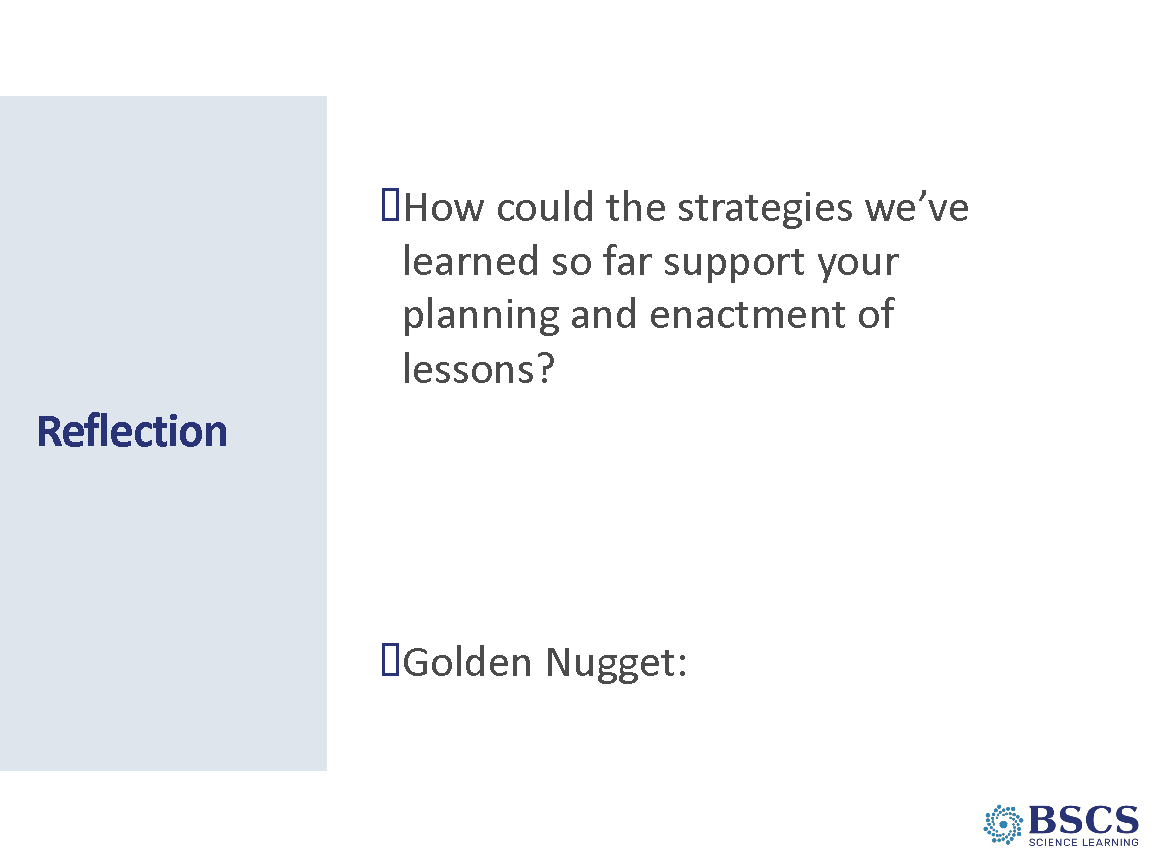 Reflection
How could the strategies we’ve
learned so far support your
planning and enactment of
lessons?
Golden Nugget:
BSCS
SCIENCE LEARNING